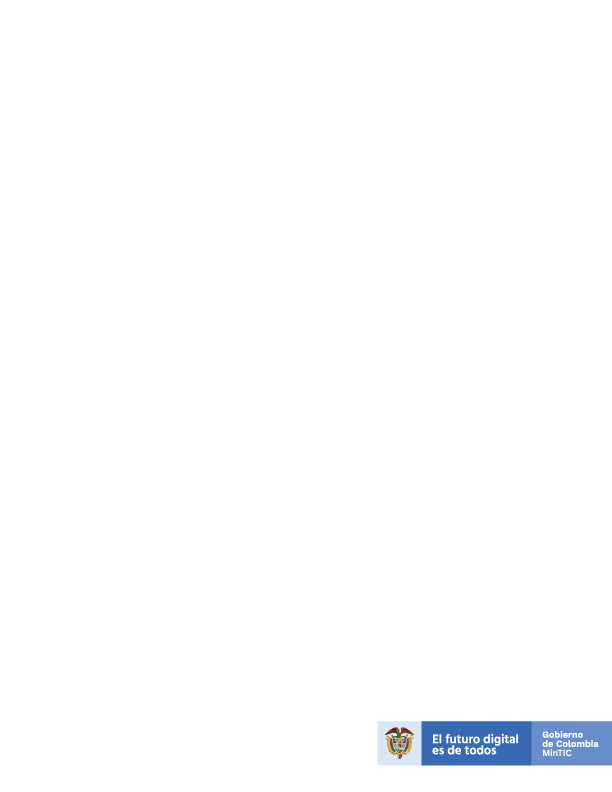 El futuro digital
es de todos
Gobierno
de Colombia
MinTIC